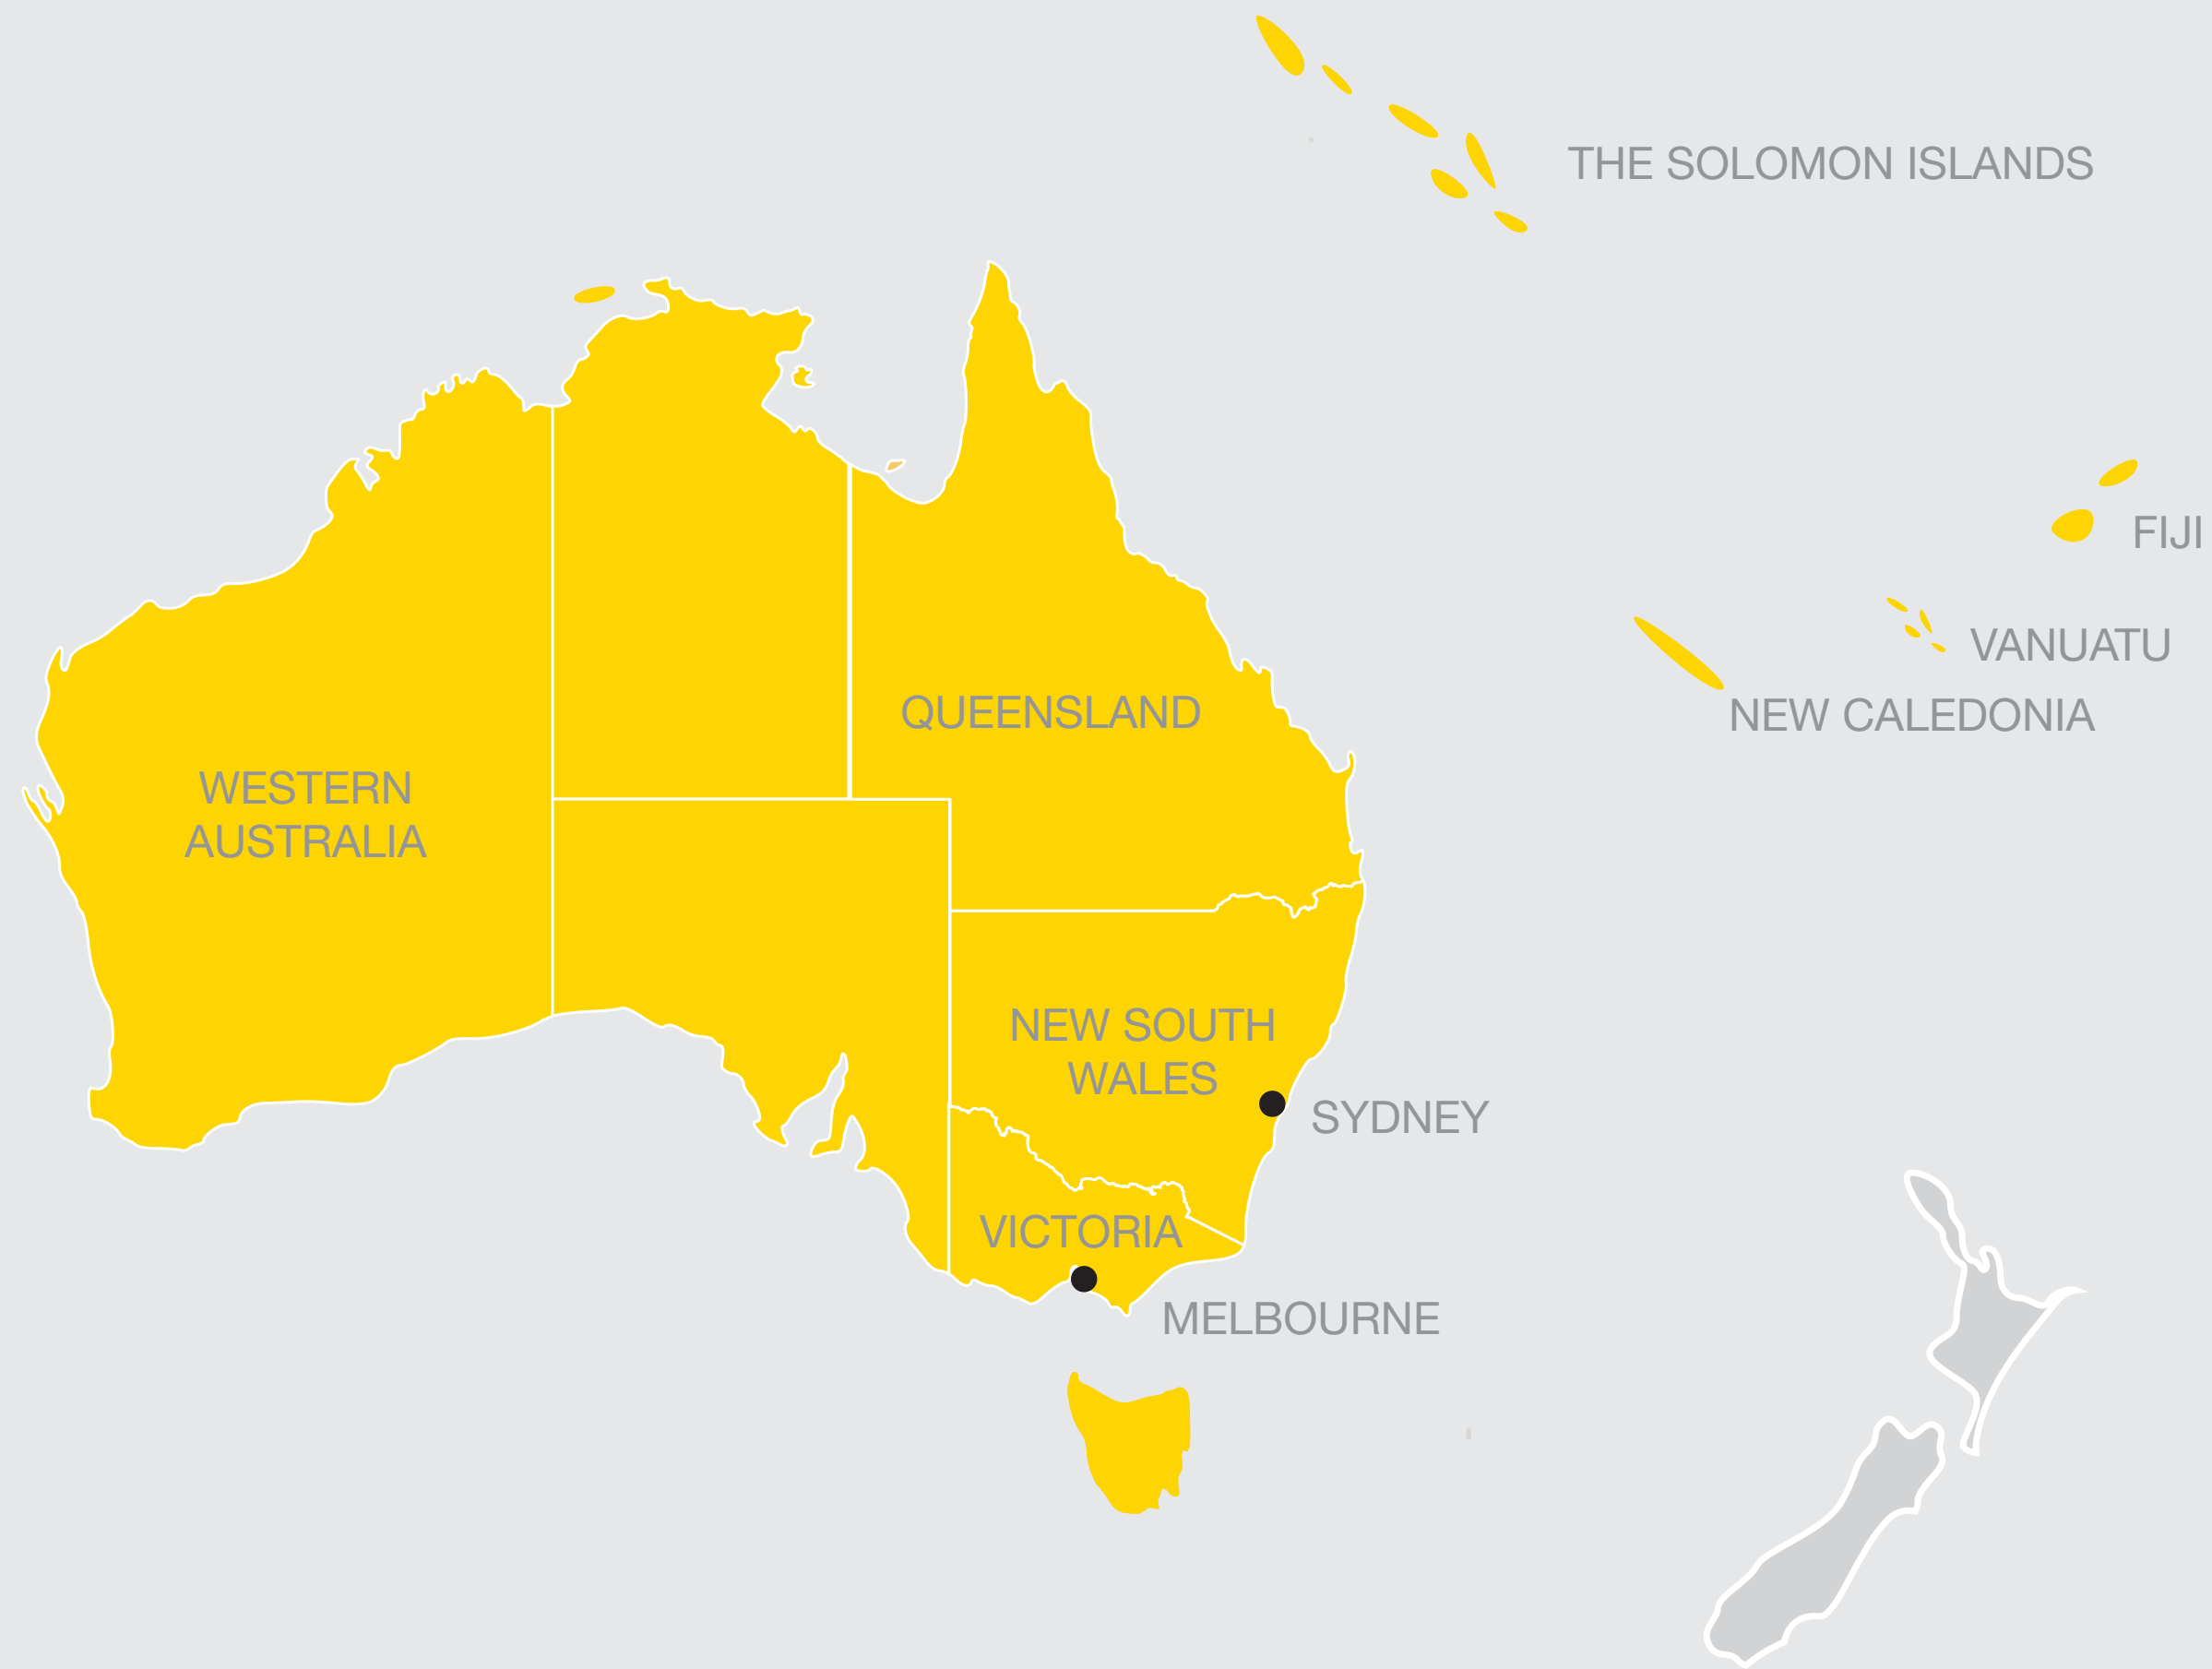 THE SOLOMON ISLANDS
FIJI
VANUATU
NEW CALEDONIA
QUEENSLAND
WESTERN
AUSTRALIA
NEW SOUTH
WALES
SYDNEY
VICTORIA
MELBOURNE